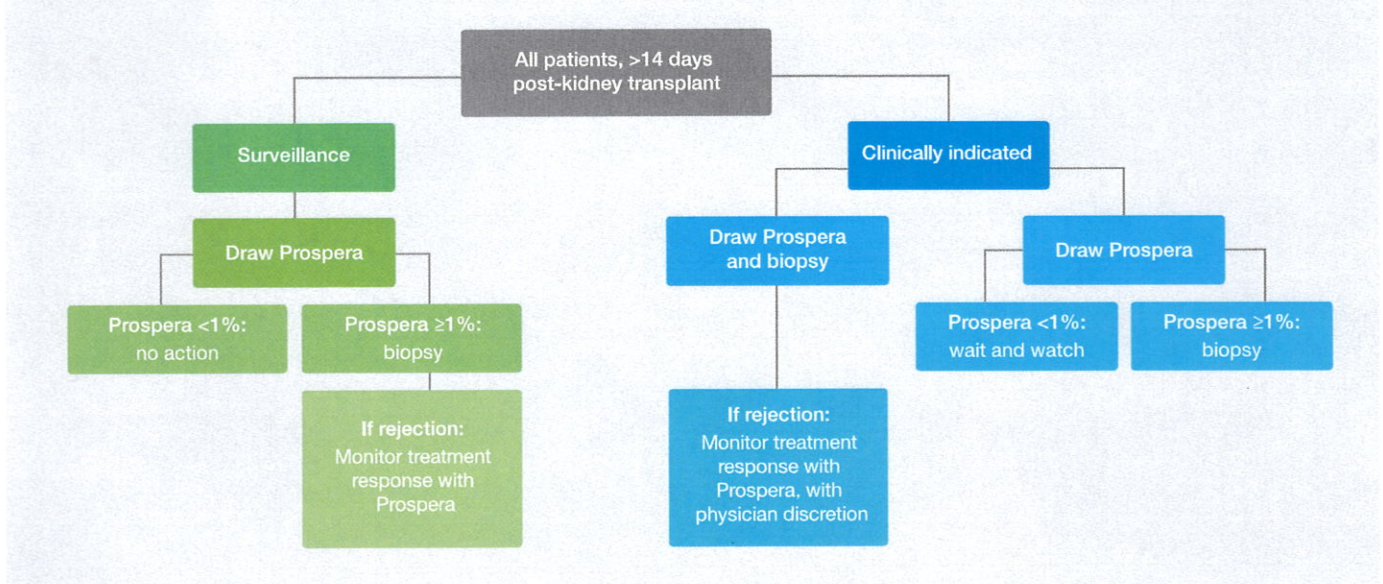 All patients, >14 days
post-kidney transplant
Surveillance
Clinically indicated
Draw Prospera
Draw Prospera
and biopsy
Draw Prospera
Prospera <1%:
no action
Prospera ≥1%:
biopsy
Prospera <1%:
wait and watch
Prospera ≥1%:
biopsy
If rejection:
Monitor treatment
response with
Prospera
If rejection:
Monitor treatment
response with
Prospera, with
physician discretion